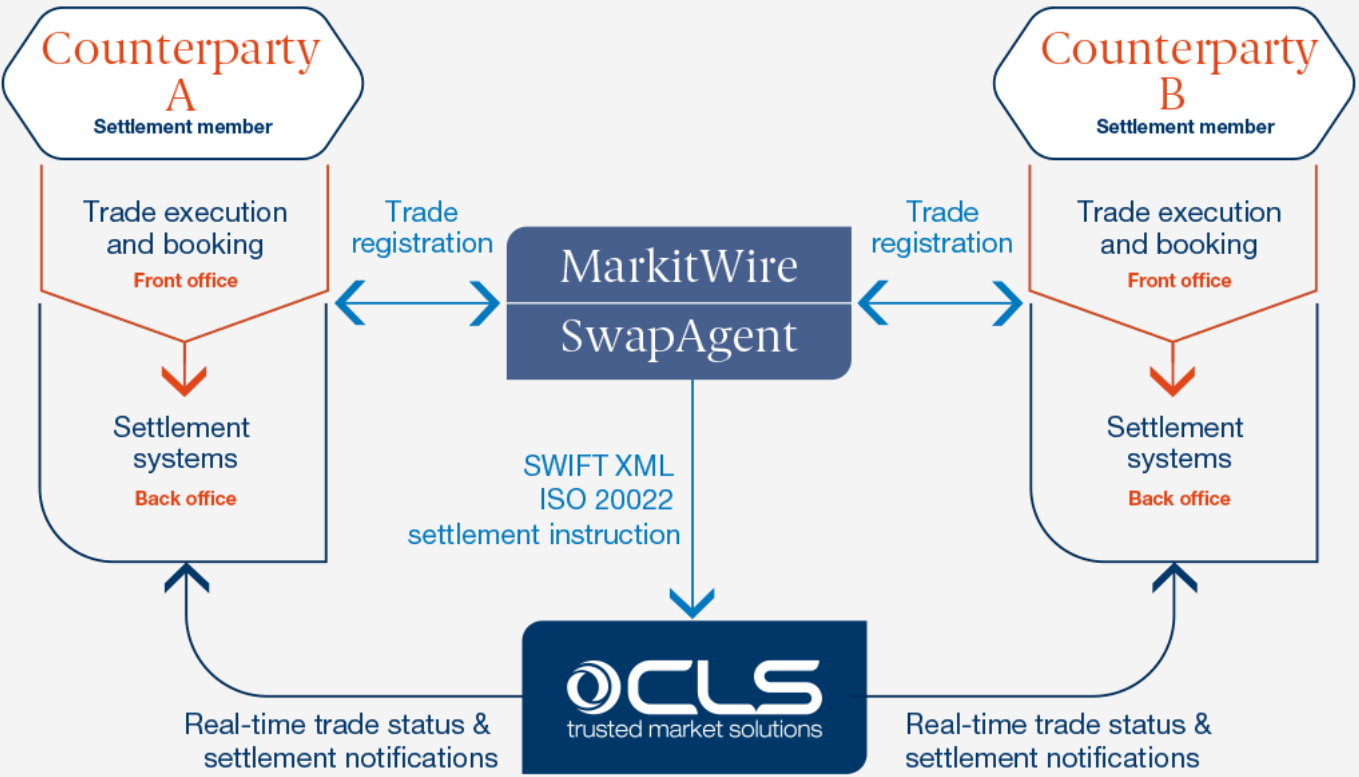 Counterparty
A
Settlement member
Counterparty
B
Settlement member
Trade execution
and booking
Front office
Trade
registration
MarkitWire
SwapAgent
Trade
registration
Trade execution
and booking
Front office
Settlement
systems
Back office
SWIFT XML
ISO 20022
settlement instruction
Settlement
systems
Back office
CLS
trusted market solutions
Real-time trade status &
settlement notifications
Real-time trade status &
settlement notifications